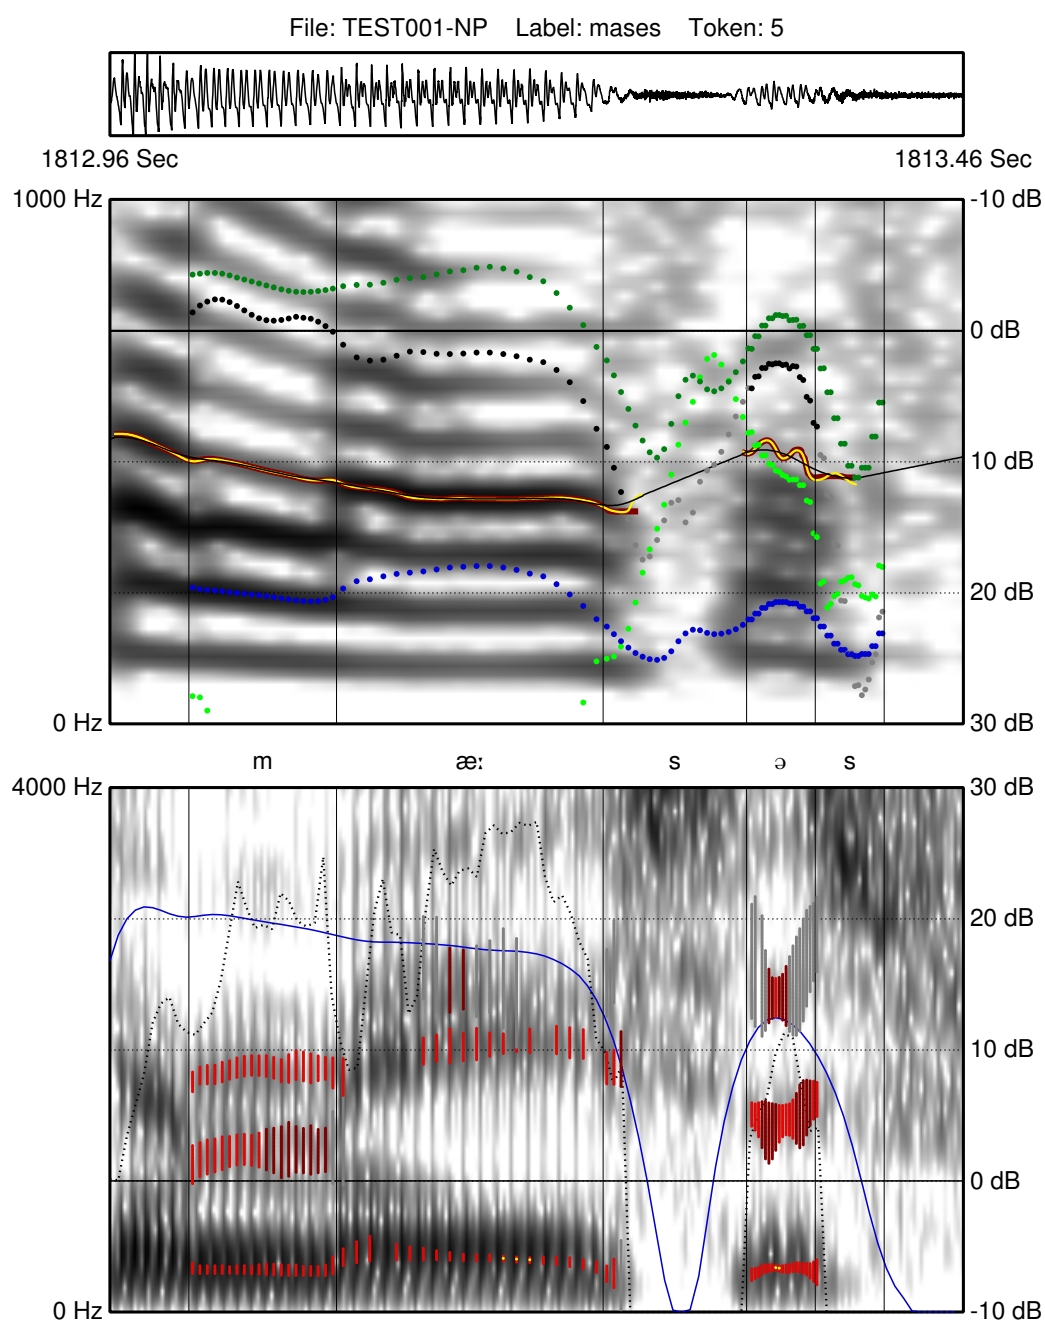 File: TEST001-NP Label: mases Token: 5
1812.96 Sec 1813.46 Sec
1000 Hz -10 dB
0 dB
10 dB
20 dB
0 Hz 30 dB
m æː s ə s
4000 Hz 30 dB
20 dB
10 dB
0 dB
0 Hz -10 dB